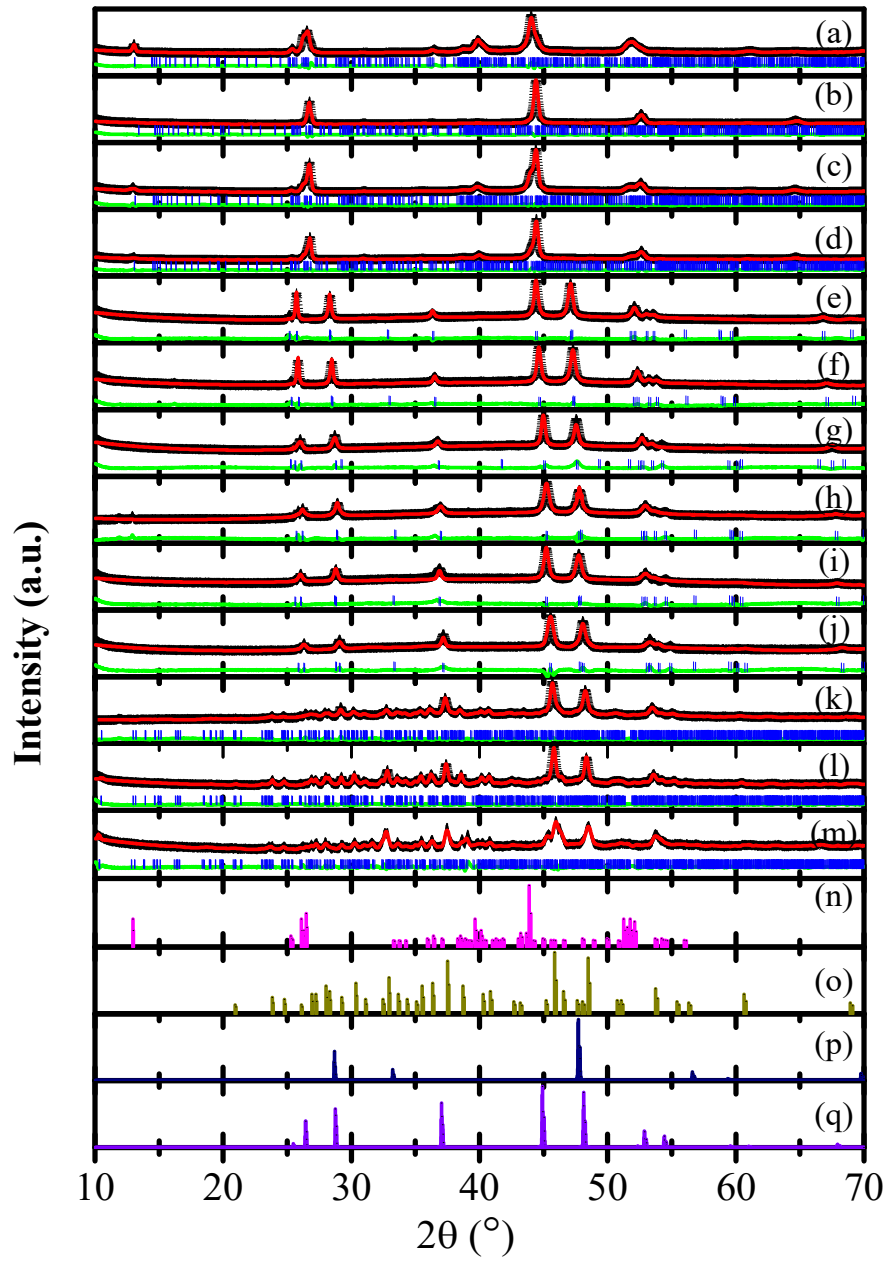 (a)
(b)
(c)
(d)
(e)
(f)
(g)
(h)
(i)
(j)
(k)
(l)
(m)
(n)
(o)
(p)
(q)
Intensity (a.u.)
10 20 30 40 50 60 70
2θ (°)